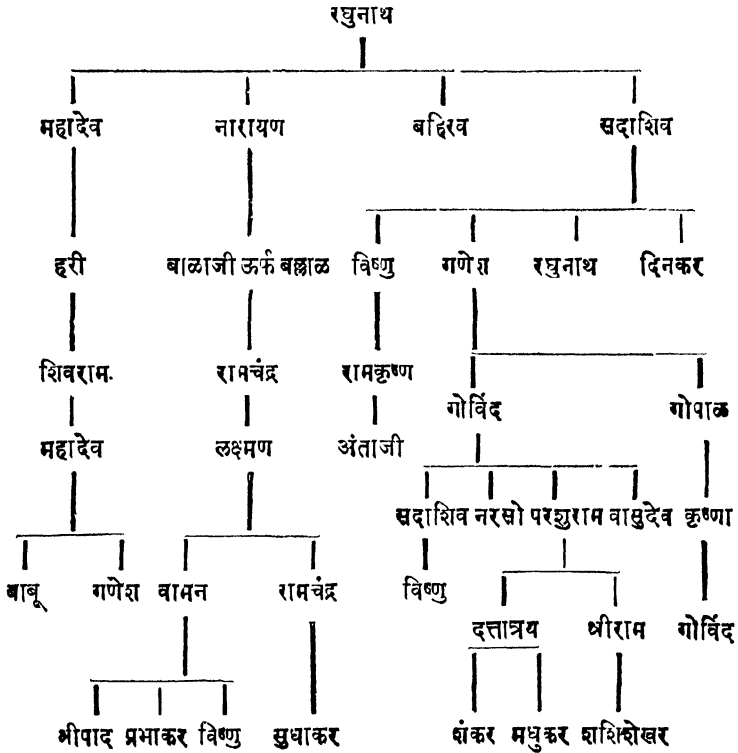 रघुनाथ
महादेव नारायण बहिरव सदाशिव
हरी बाळाजी ऊर्फ बल्लाळ विष्णु गणेश रघुनाथ दिनकर
शिवराम. रामचंद्र रामकृष्ण
गोविंद गोपाळ
महादेव लक्ष्मण अंताजी
सदाशिव नरसो परशुराम वासुदेव कृष्णा
बाबू गणेश वामन रामचंद्र विष्णु
दत्तात्रय श्रीराम गोविंद
श्रीपाद प्रभाकर विष्णु सुधाकर शंकर मधुकर शशिशेखर